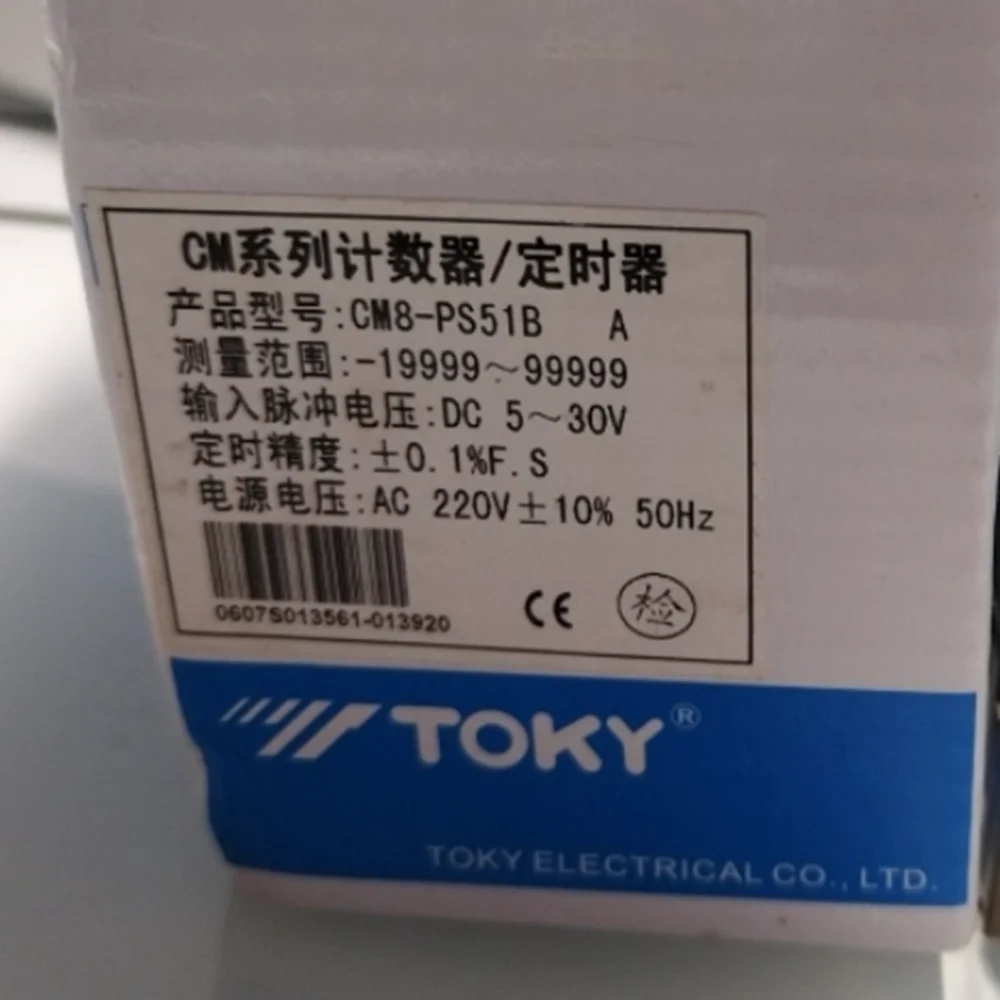 CM系列计数器/定时器
产品型号:CM8-PS51B A
测量范围:-19999～99999
输入脉冲电压:DC 5～30V
定时精度:±0.1%F.S
电源电压:AC 220V±10% 50Hz
0607S013561-013920
CE 检
TOKY®
TOKY ELECTRICAL CO., LTD.